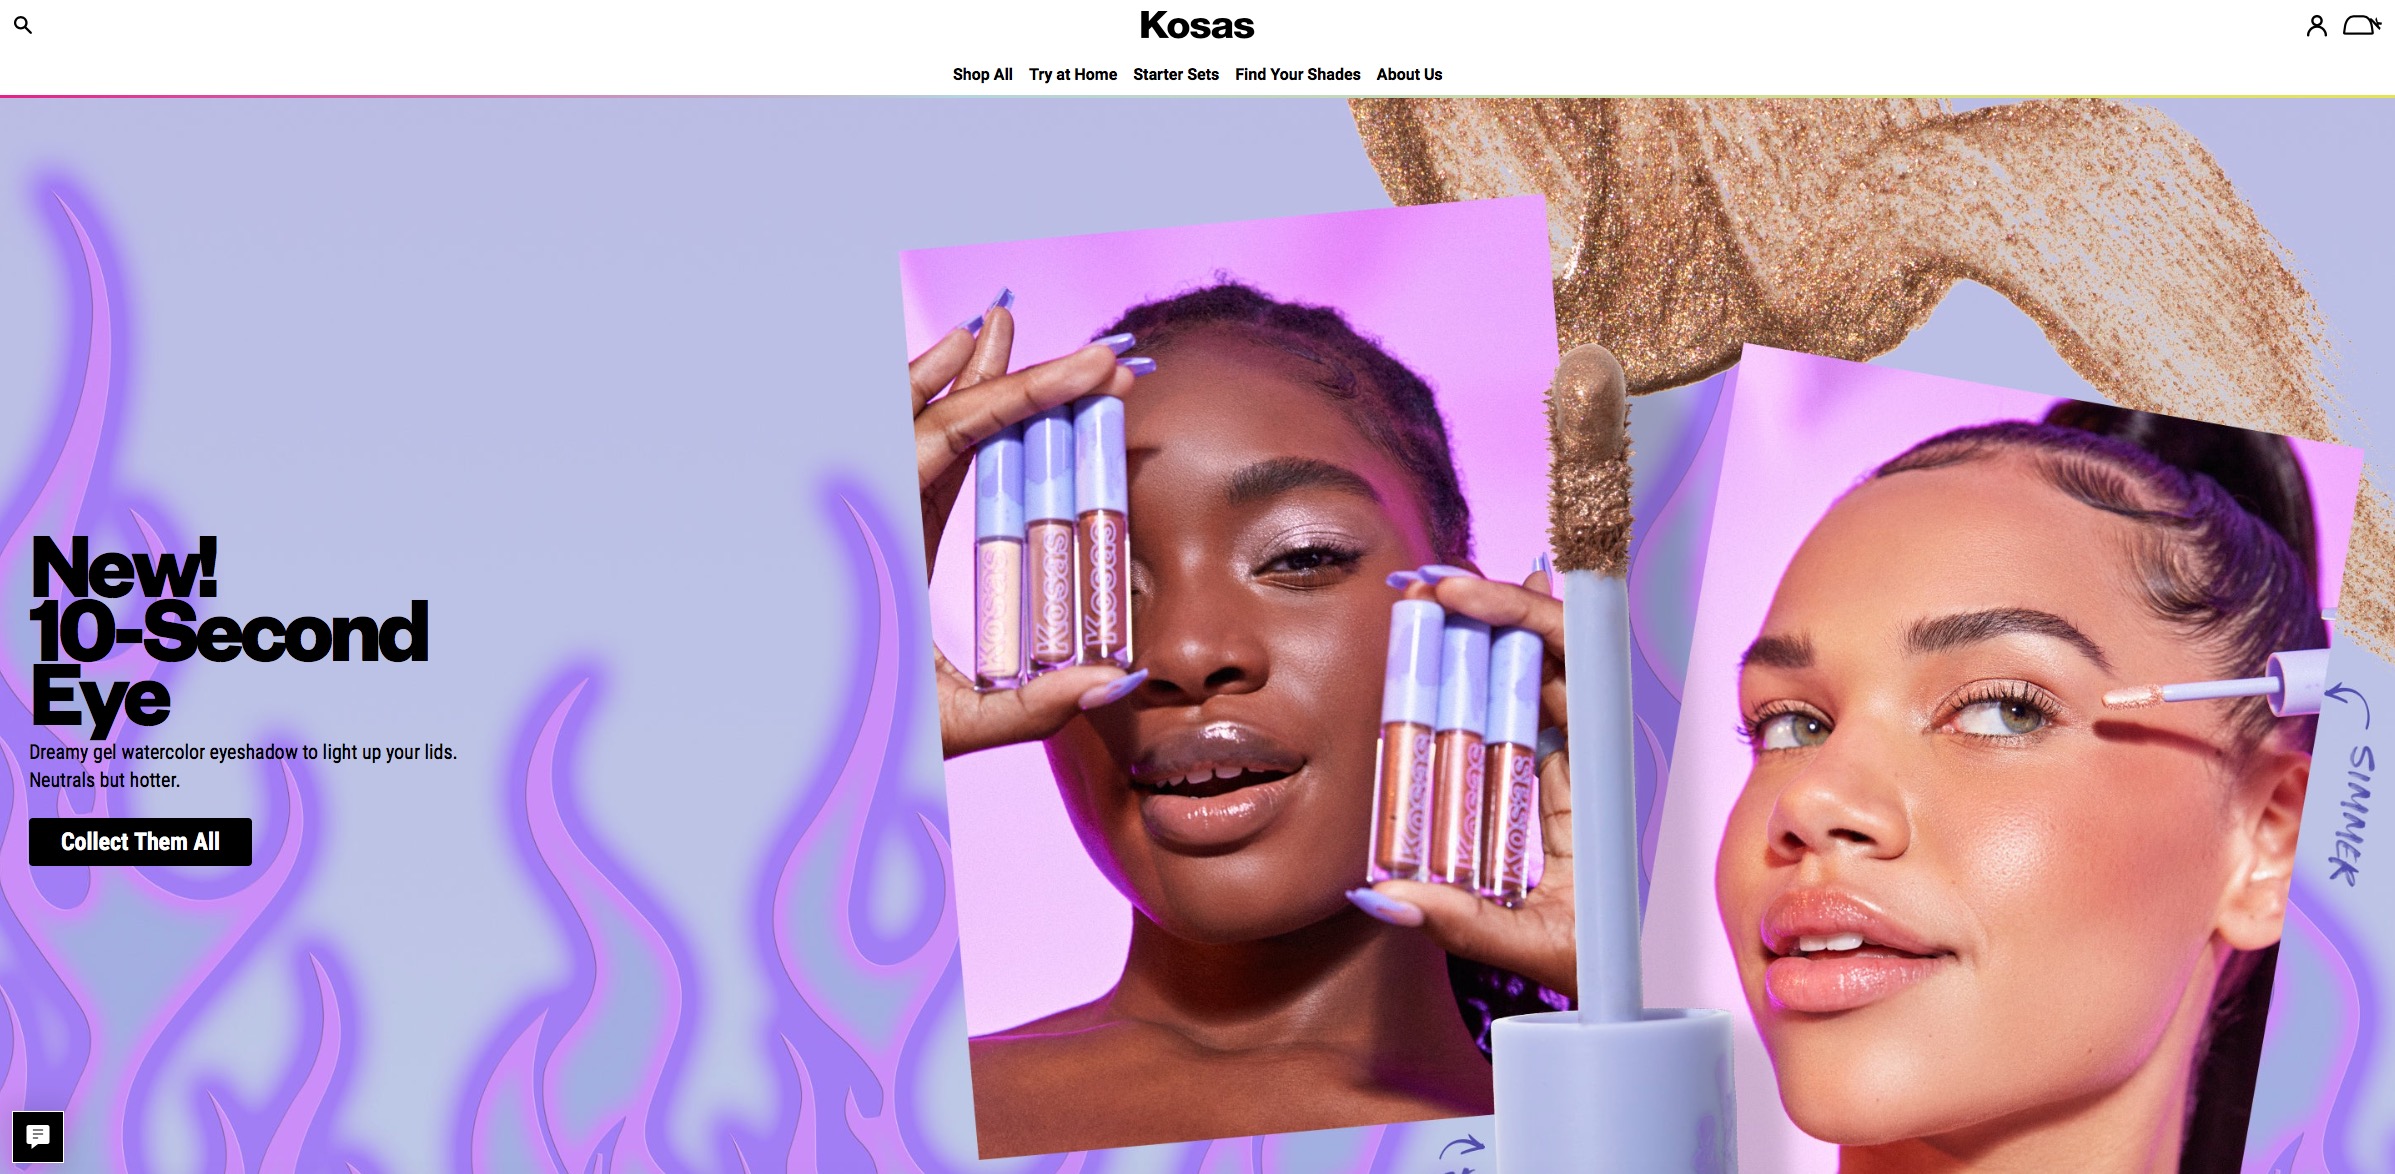 Kosas
Shop All Try at Home Starter Sets Find Your Shades About Us
New!
10-Second
Eye
Dreamy gel watercolor eyeshadow to light up your lids.
Neutrals but hotter.
Collect Them All
Kosas
Kosas
Kosas
Kosas
Kosas
Kosas
SIMMER